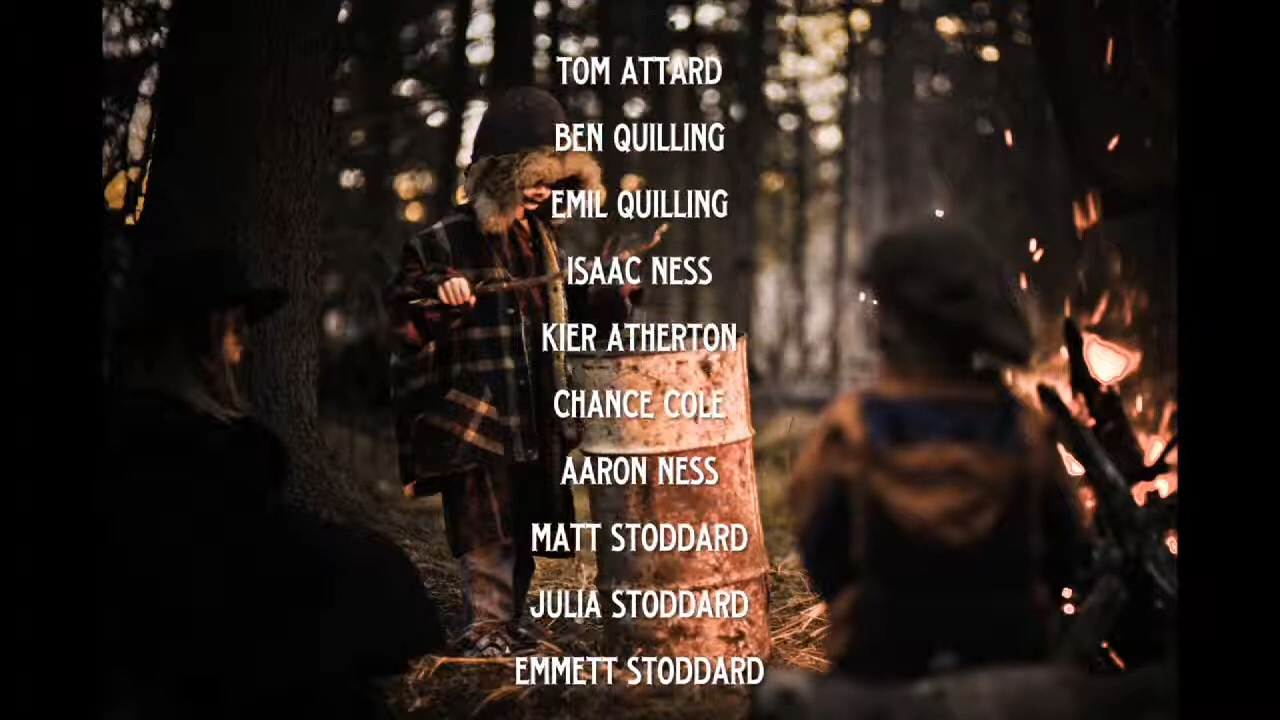 TOM ATTARD
BEN QUILLING
EMIL QUILLING
ISAAC NESS
KIER ATHERTON
CHANCE COLE
AARON NESS
MATT STODDARD
JULIA STODDARD
EMMETT STODDARD